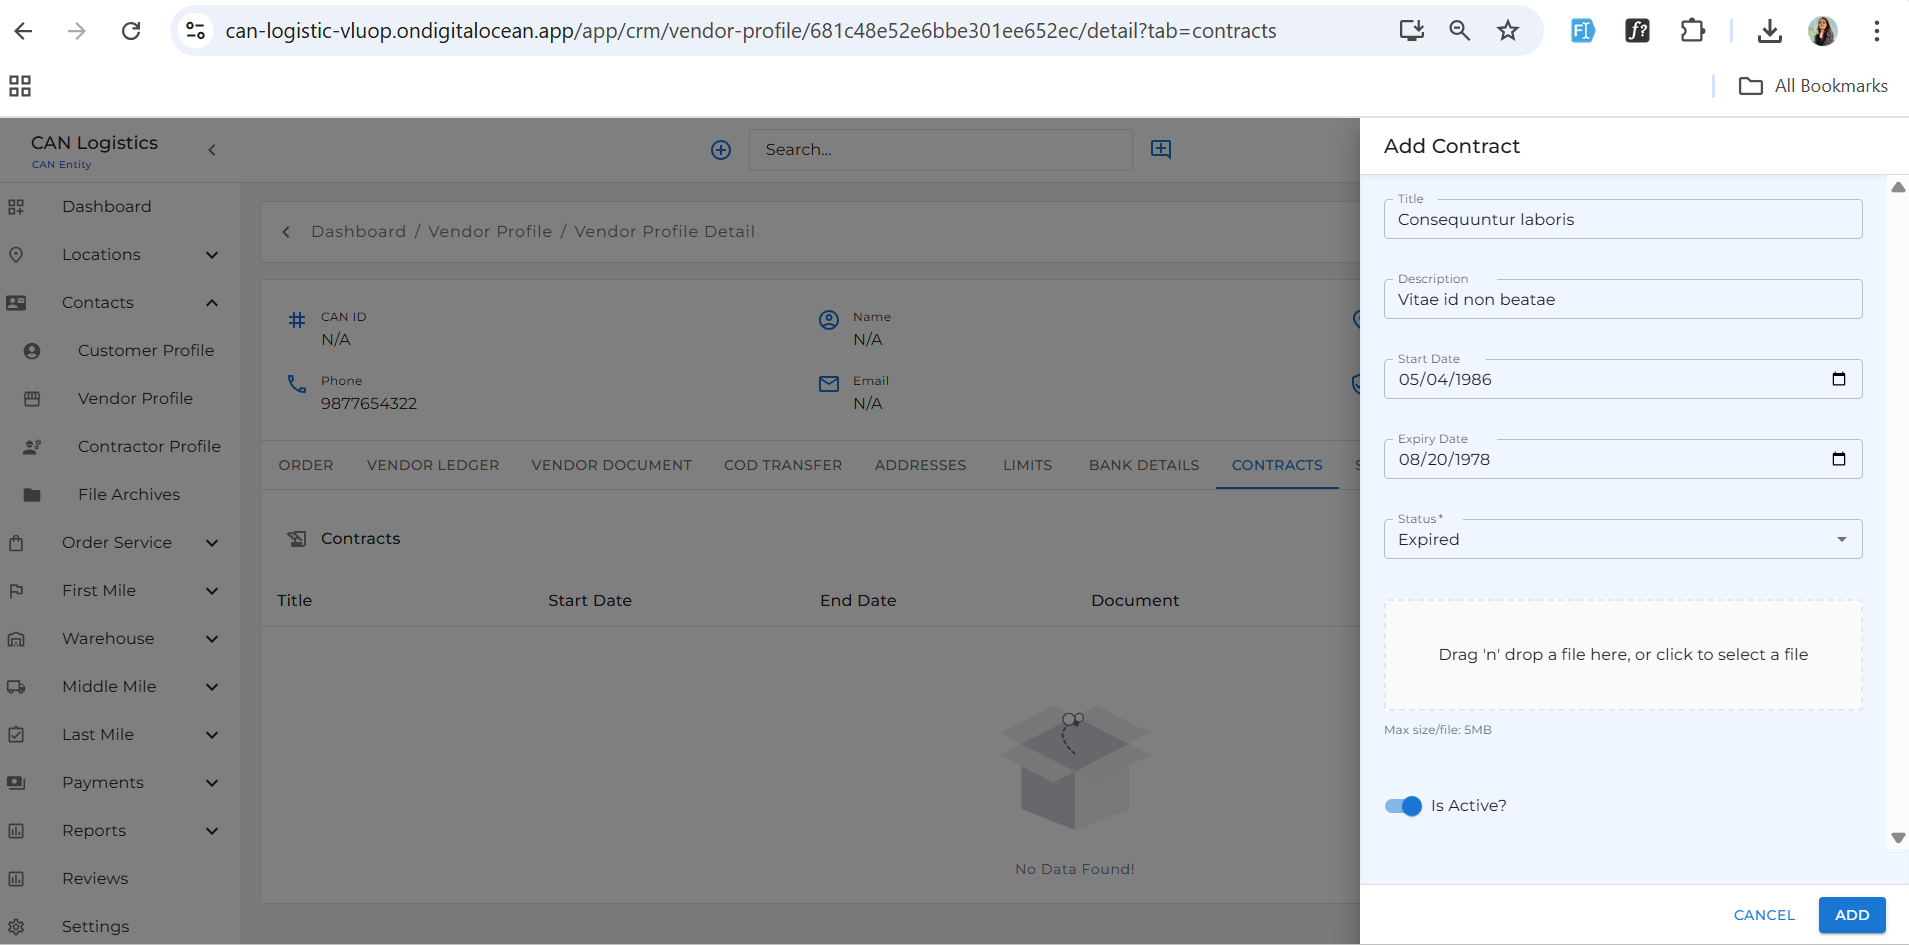 can-logistic-vluop.ondigitalocean.app/app/crm/vendor-profile/681c48e52e6bbe301ee652ec/detail?tab=contracts
All Bookmarks
CAN Logistics
CAN Entity
Search...
Dashboard
Locations
Contacts
Customer Profile
Vendor Profile
Contractor Profile
File Archives
Order Service
First Mile
Warehouse
Middle Mile
Last Mile
Payments
Reports
Reviews
Settings
Dashboard / Vendor Profile / Vendor Profile Detail
CAN ID
N/A
Name
N/A
Phone
9877654322
Email
N/A
ORDER VENDOR LEDGER VENDOR DOCUMENT COD TRANSFER ADDRESSES LIMITS BANK DETAILS CONTRACTS
Contracts
Title Start Date End Date Document
No Data Found!
Add Contract
Title
Consequuntur laboris
Description
Vitae id non beatae
Start Date
05/04/1986
Expiry Date
08/20/1978
Status*
Expired
Drag 'n' drop a file here, or click to select a file
Max size/file: 5MB
Is Active?
CANCEL ADD